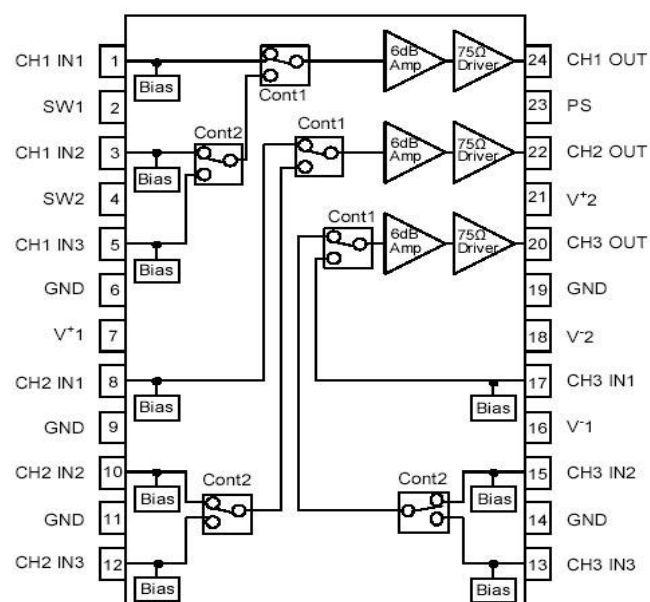 CH1 IN1 1 Bias Cont1 6dB Amp 75Ω Driver 24 CH1 OUT
SW1 2 23 PS
CH1 IN2 3 Bias Cont2 Cont1 6dB Amp 75Ω Driver 22 CH2 OUT
SW2 4 21 V+2
CH1 IN3 5 Bias Cont1 6dB Amp 75Ω Driver 20 CH3 OUT
GND 6 19 GND
V+1 7 18 V-2
CH2 IN1 8 Bias Bias 17 CH3 IN1
GND 9 16 V-1
CH2 IN2 10 Bias Cont2 Cont2 Bias 15 CH3 IN2
GND 11 14 GND
CH2 IN3 12 Bias Bias 13 CH3 IN3